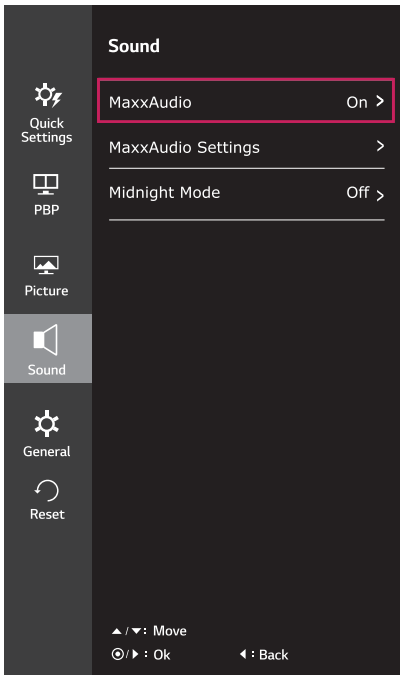 Sound
MaxxAudio On >
MaxxAudio Settings >
Midnight Mode Off >
Quick
Settings
PBP
Picture
Sound
General
Reset
▲/▼: Move
◉/▶ : Ok ◀ : Back